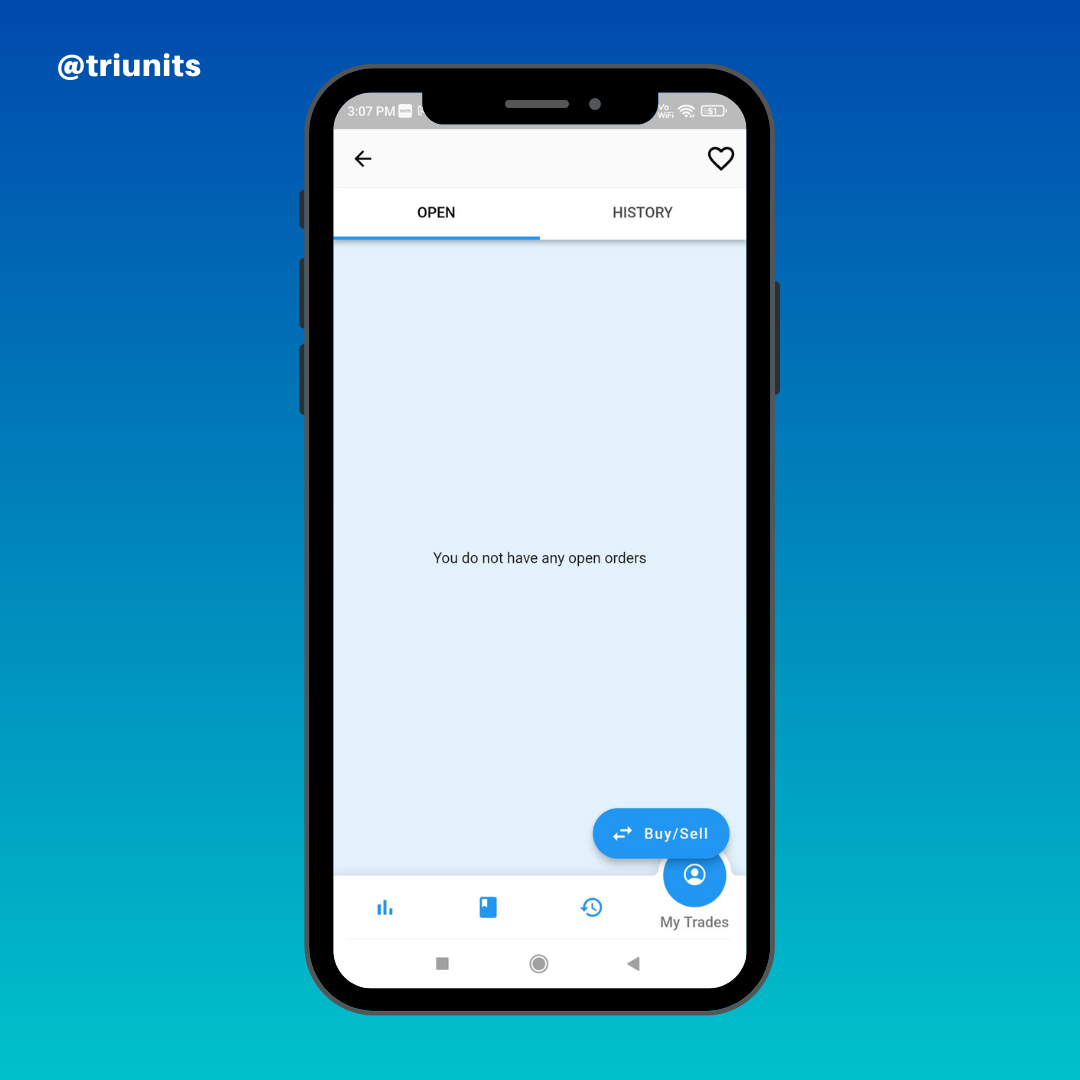 @triunits
3:07 PM
Vo
WiFi
51
OPEN
HISTORY
You do not have any open orders
Buy/Sell
My Trades